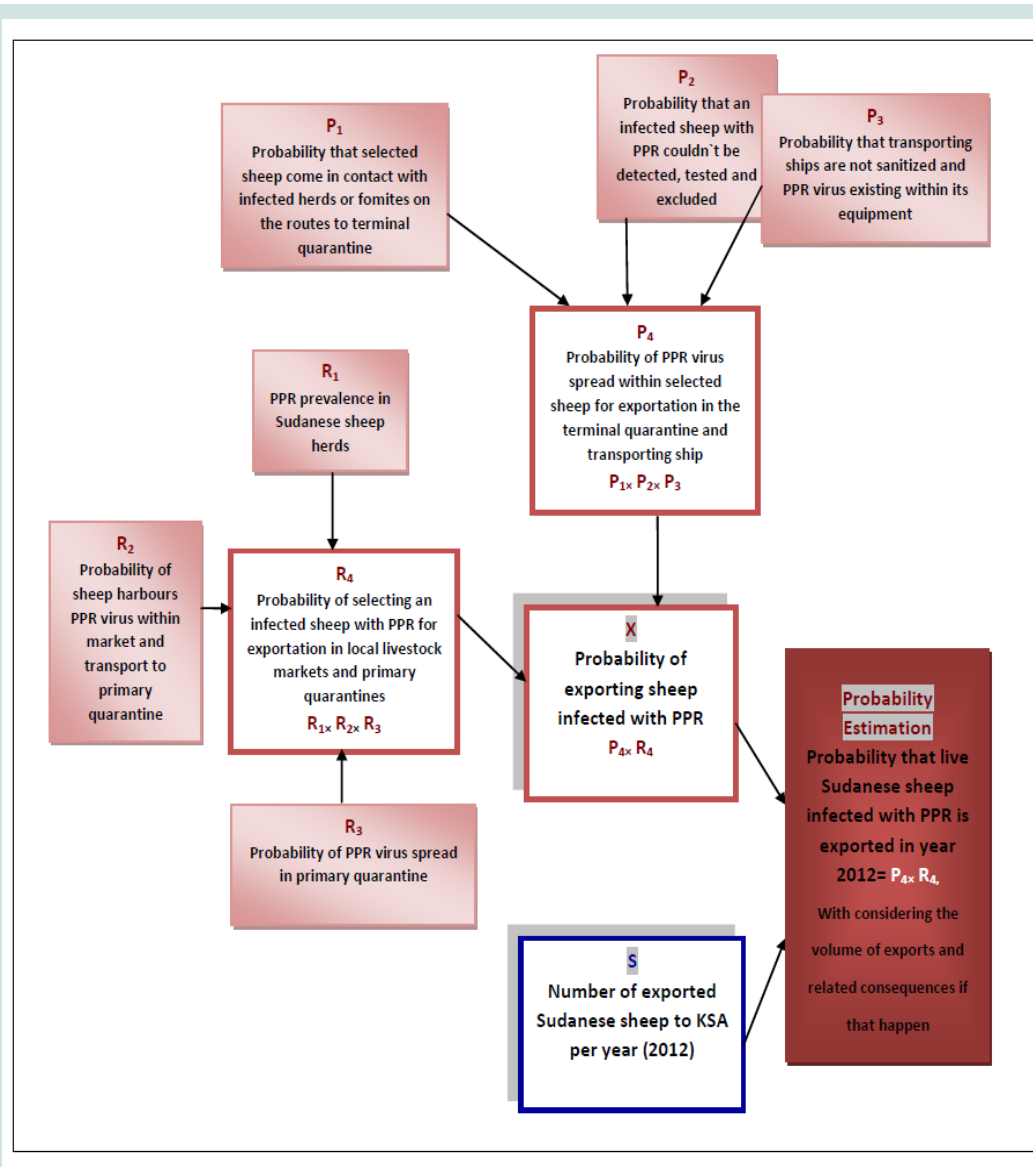 P₁
Probability that selected
sheep come in contact with
infected herds or fomites on
the routes to terminal
quarantine
P₂
Probability that an
infected sheep with
PPR couldn`t be
detected, tested and
excluded
P₃
Probability that transporting
ships are not sanitized and
PPR virus existing within its
equipment
P₄
Probability of PPR virus
spread within selected
sheep for exportation in the
terminal quarantine and
transporting ship
P₁ₓ P₂ₓ P₃
R₁
PPR prevalence in
Sudanese sheep
herds
R₂
Probability of
sheep harbours
PPR virus within
market and
transport to
primary
quarantine
R₄
Probability of selecting an
infected sheep with PPR for
exportation in local livestock
markets and primary
quarantines
R₁ₓ R₂ₓ R₃
R₃
Probability of PPR virus spread
in primary quarantine
X
Probability of
exporting sheep
infected with PPR
P₄ₓ R₄
S
Number of exported
Sudanese sheep to KSA
per year (2012)
Probability
Estimation
Probability that live
Sudanese sheep
infected with PPR is
exported in year
2012= P₄ₓ R₄,
With considering the
volume of exports and
related consequences if
that happen